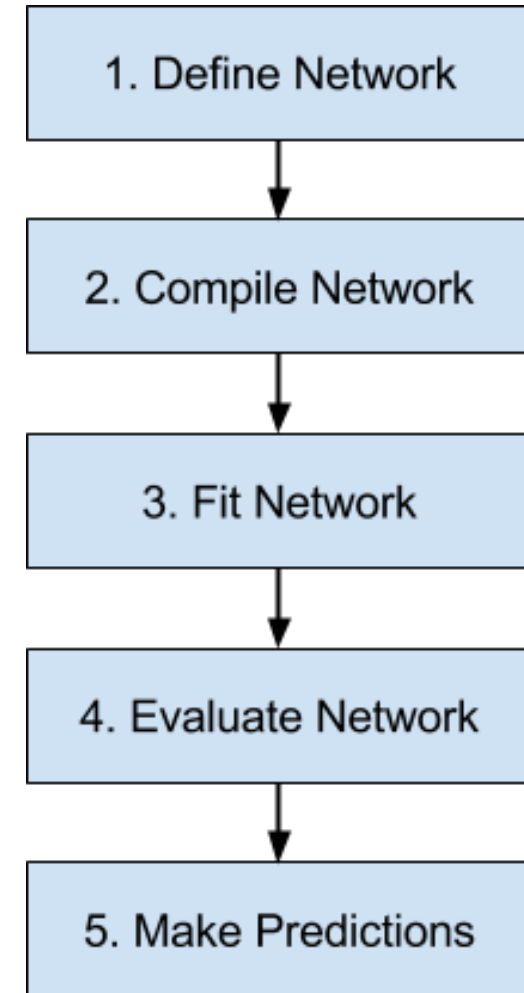 1. Define Network
2. Compile Network
3. Fit Network
4. Evaluate Network
5. Make Predictions